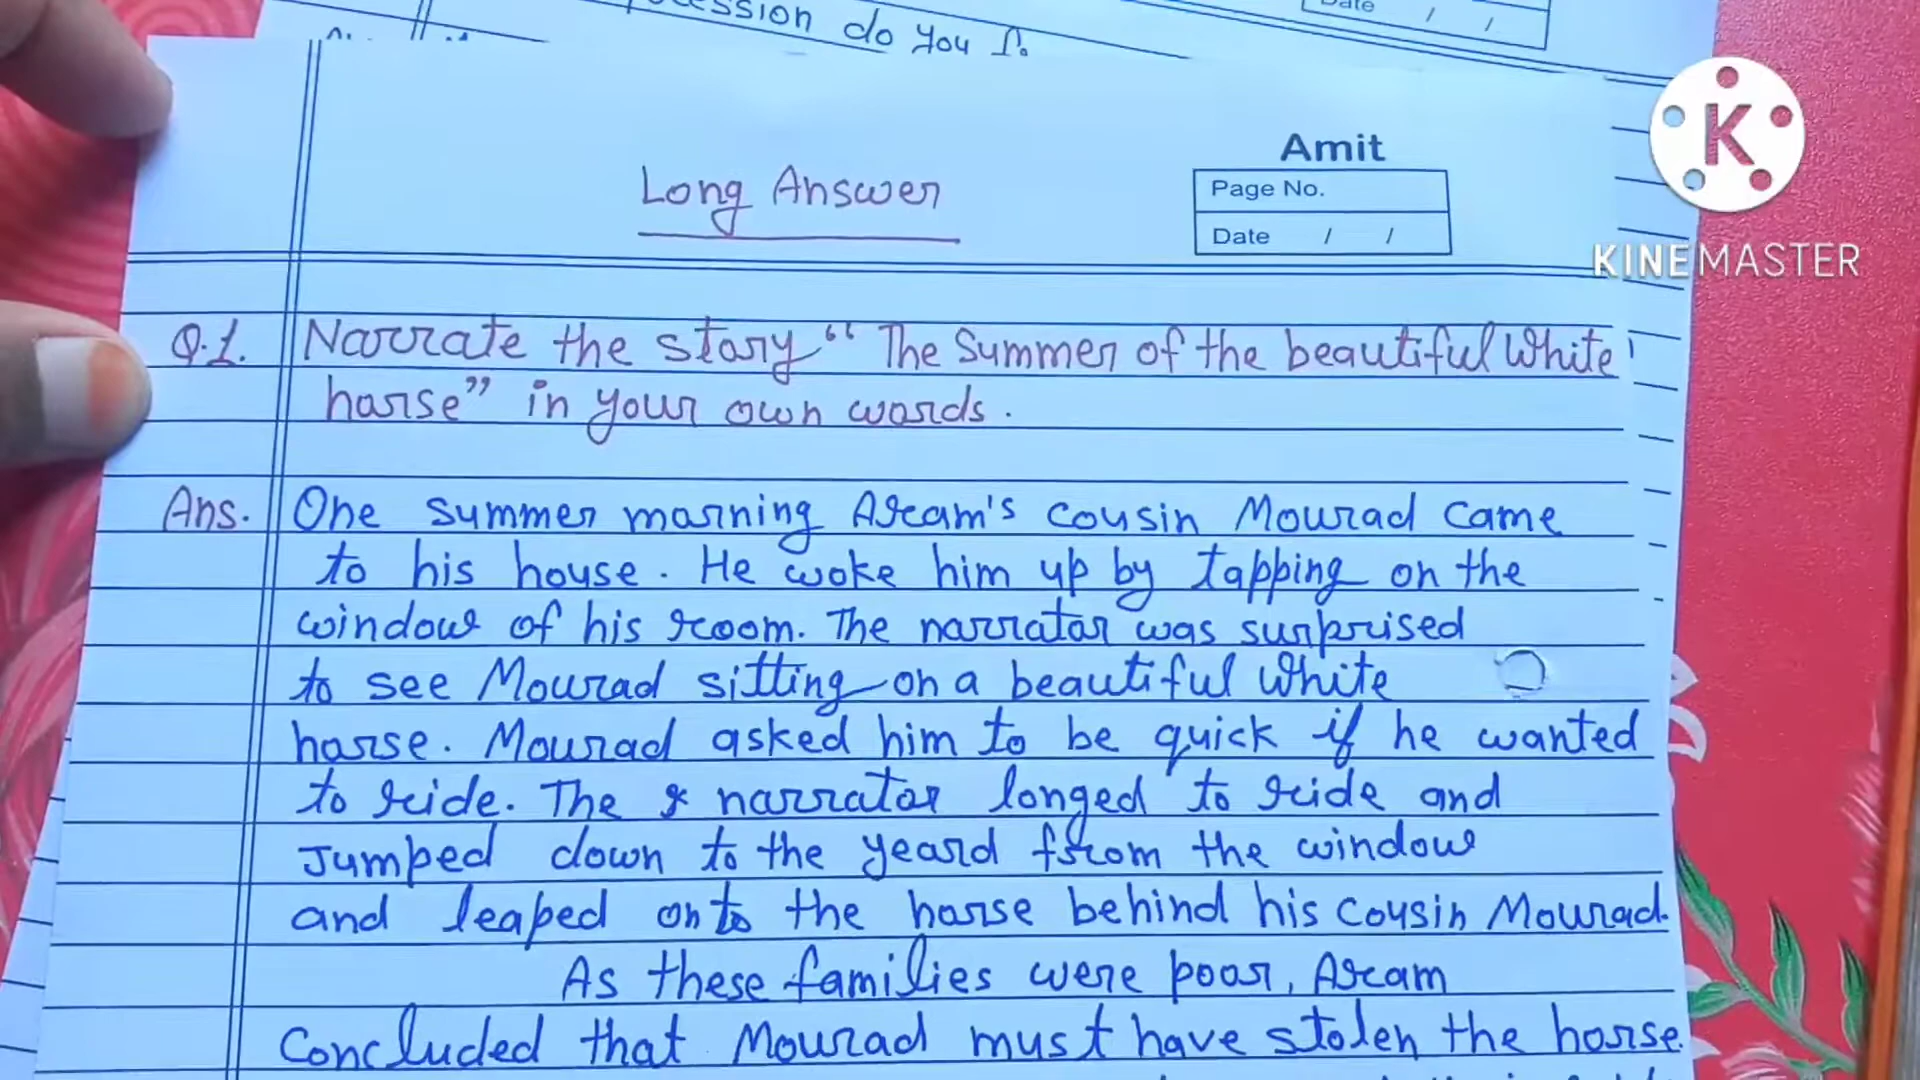 ession do you
Date / /
Amit
Long Answer
Page No.
Date / /
KINEMASTER
Q.1. Narrate the story " The Summer of the beautiful White
horse" in your own words.
Ans. One summer morning Aram's cousin Mourad came
to his house. He woke him up by tapping on the
window of his room. The narrator was surprised
to see Mourad sitting on a beautiful White
horse. Mourad asked him to be quick if he wanted
to ride. The narrator longed to ride and
Jumped down to the yeard from the window
and leaped onto the horse behind his cousin Mourad.
As these families were poor, Aram
Concluded that Mourad must have stolen the horse.